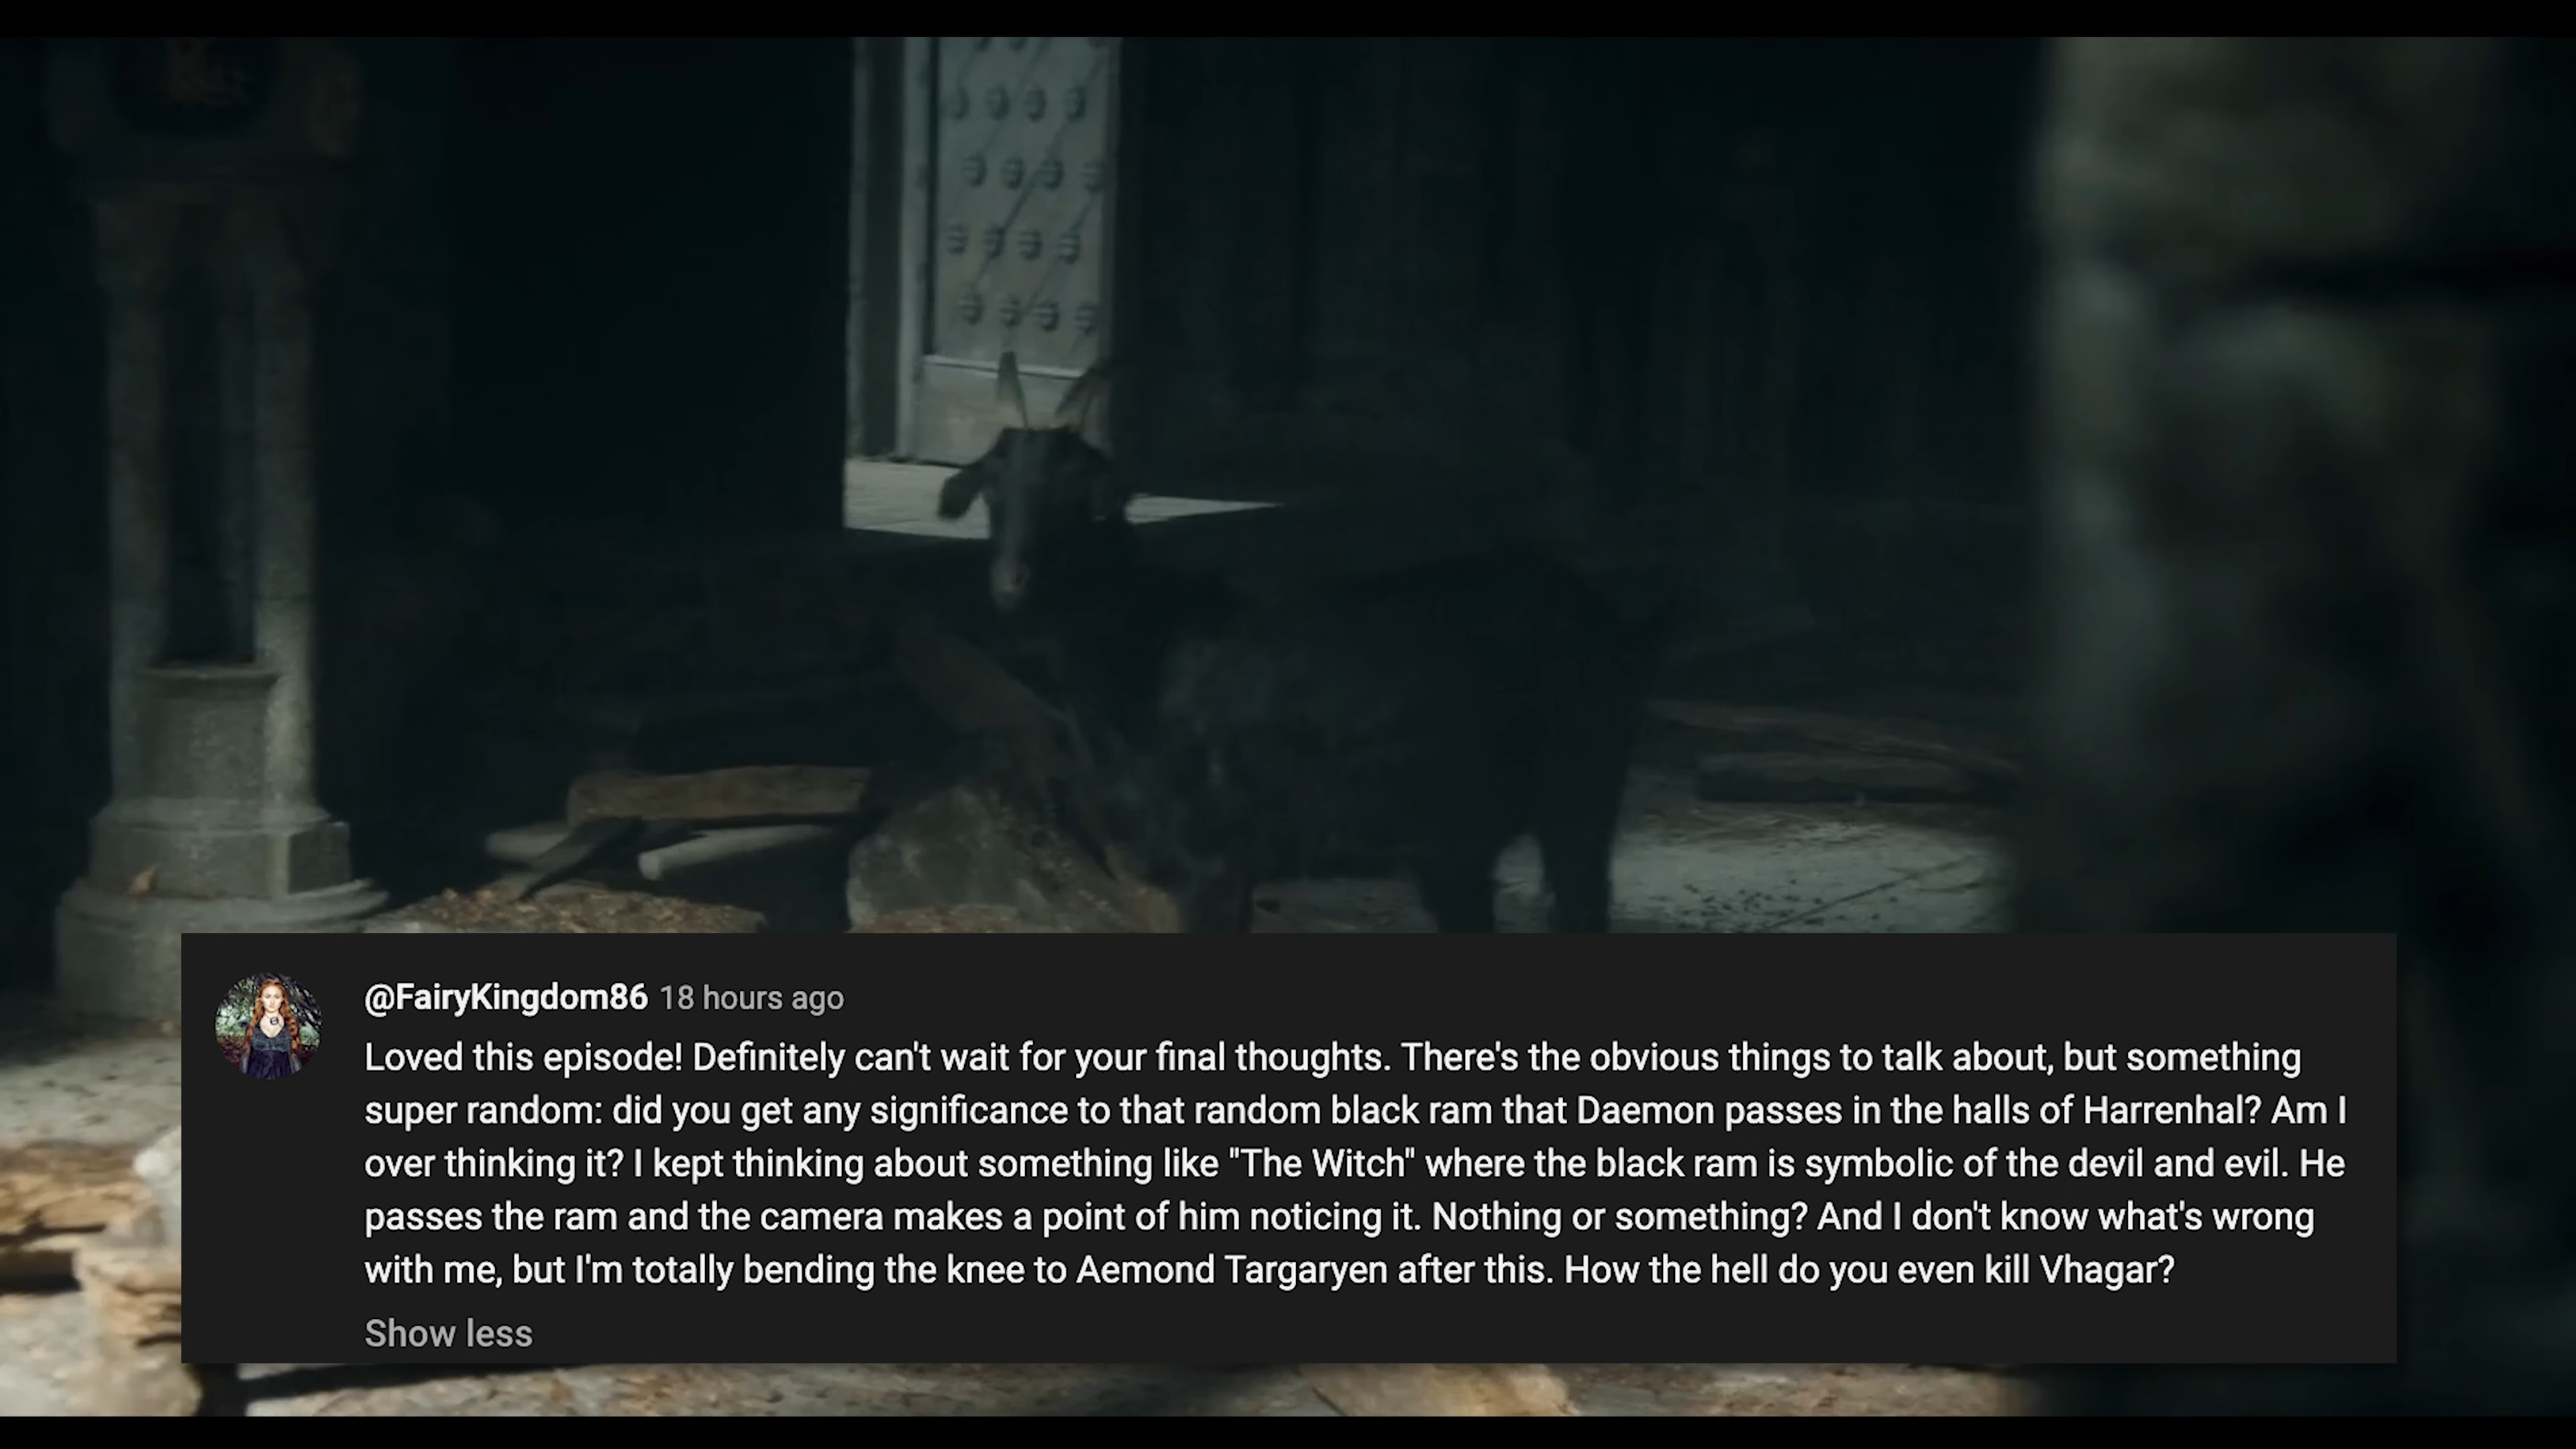 @FairyKingdom86 18 hours ago
Loved this episode! Definitely can't wait for your final thoughts. There's the obvious things to talk about, but something
super random: did you get any significance to that random black ram that Daemon passes in the halls of Harrenhal? Am I
over thinking it? I kept thinking about something like "The Witch" where the black ram is symbolic of the devil and evil. He
passes the ram and the camera makes a point of him noticing it. Nothing or something? And I don't know what's wrong
with me, but I'm totally bending the knee to Aemond Targaryen after this. How the hell do you even kill Vhagar?
Show less